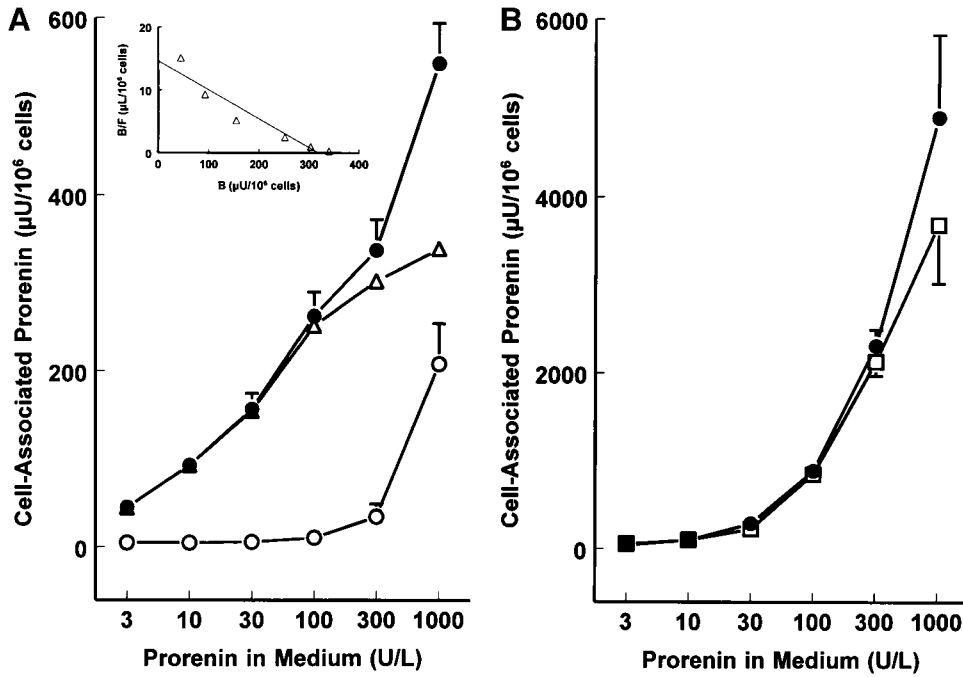 A
Cell-Associated Prorenin (µU/10⁶ cells)
600
400
200
0
B/F (µL/10⁶ cells)
20
10
0
0 100 200 300 400
B (µU/10⁶ cells)
3 10 30 100 300 1000
Prorenin in Medium (U/L)
B
Cell-Associated Prorenin (µU/10⁶ cells)
6000
4000
2000
0
3 10 30 100 300 1000
Prorenin in Medium (U/L)